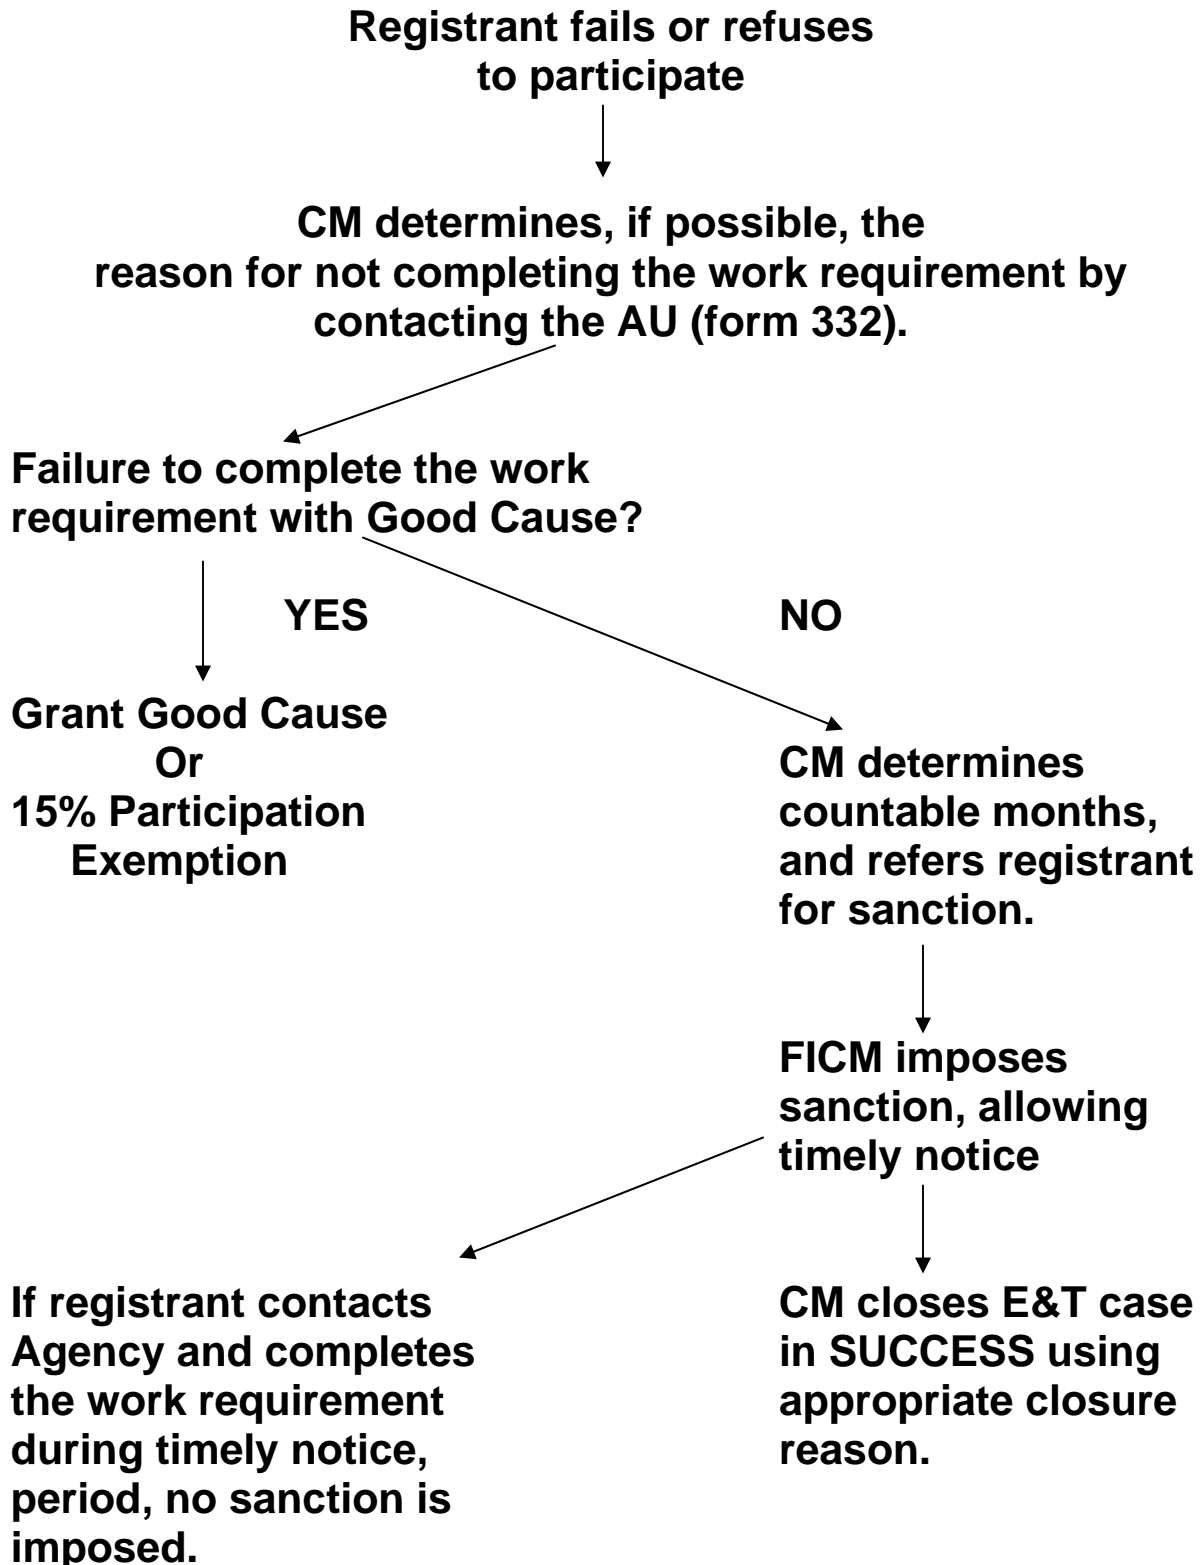 Registrant fails or refuses
to participate
CM determines, if possible, the
reason for not completing the work requirement by
contacting the AU (form 332).
Failure to complete the work
requirement with Good Cause?
YES
NO
Grant Good Cause
Or
15% Participation
Exemption
CM determines
countable months,
and refers registrant
for sanction.
FICM imposes
sanction, allowing
timely notice
If registrant contacts
Agency and completes
the work requirement
during timely notice,
period, no sanction is
imposed.
CM closes E&T case
in SUCCESS using
appropriate closure
reason.